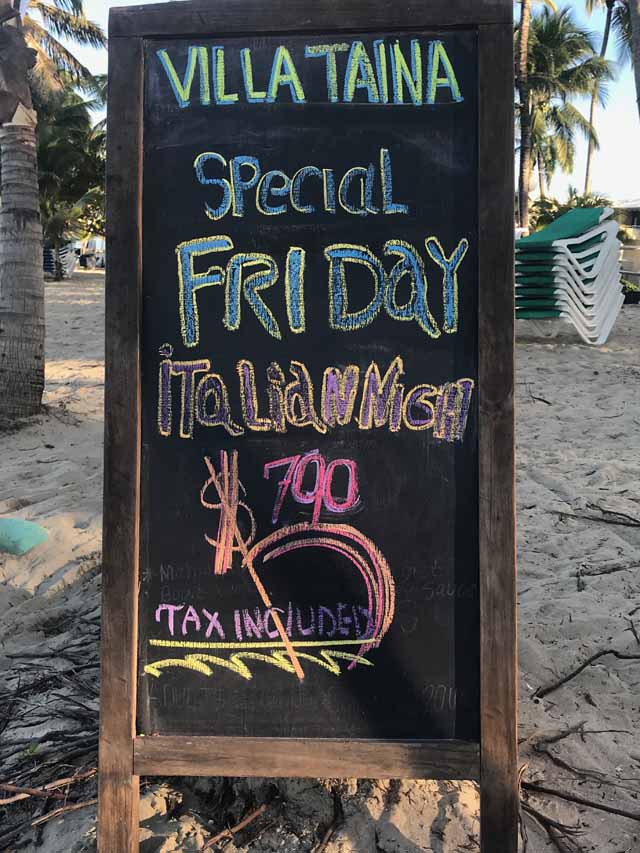 VILLA TAINA
SPecial
FRIDaY
iTaLiaN NiGH
$ 790
TAX INCLUDED